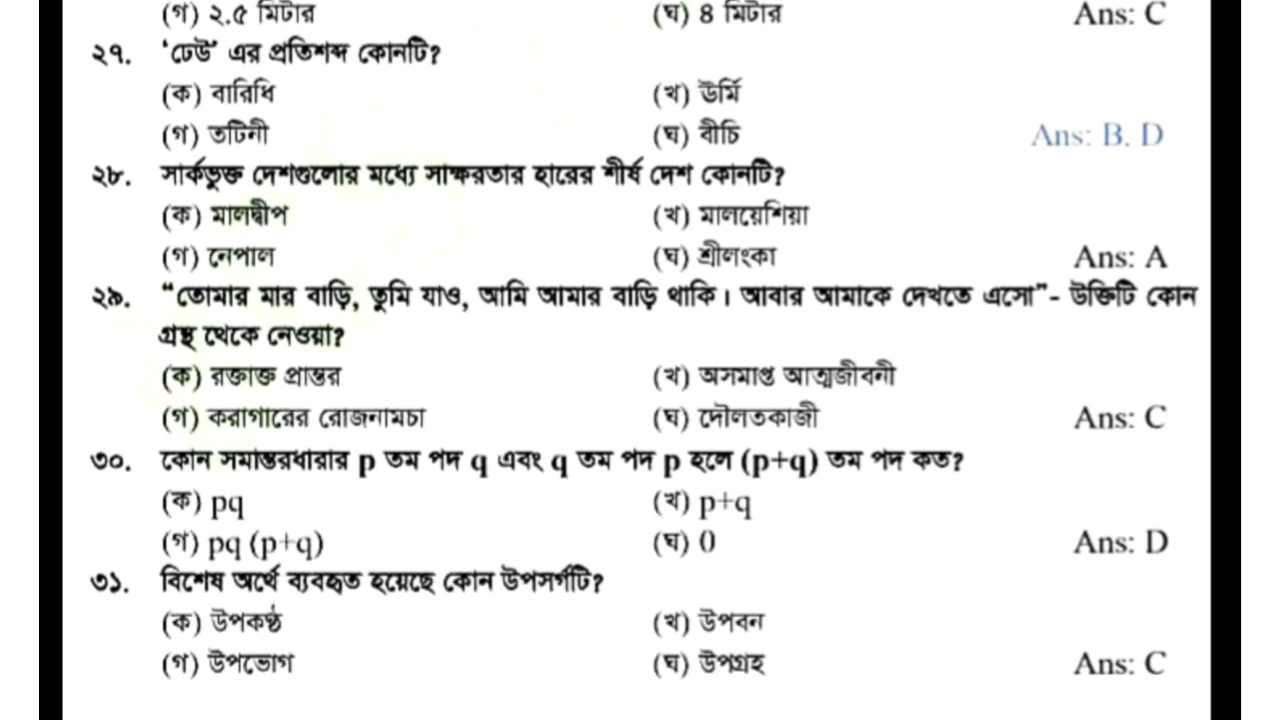 (গ) ২.৫ মিটার (ঘ) 8 মিটার Ans: C
২৭. ‘ঢেউ’ এর প্রতিশব্দ কোনটি?
(ক) বারিধি (খ) ঊর্মি
(গ) তটিনী (ঘ) বীচি Ans: B. D
২৮. সার্কভুক্ত দেশগুলোর মধ্যে সাক্ষরতার হারের শীর্ষ দেশ কোনটি?
(ক) মালদ্বীপ (খ) মালয়েশিয়া
(গ) নেপাল (ঘ) শ্রীলংকা Ans: A
২৯. “তোমার মার বাড়ি, তুমি যাও, আমি আমার বাড়ি থাকি। আবার আমাকে দেখতে এসো”- উক্তিটি কোন
গ্রন্থ থেকে নেওয়া?
(ক) রক্তাক্ত প্রান্তর (খ) অসমাপ্ত আত্মজীবনী
(গ) করাগারের রোজনামচা (ঘ) দৌলতকাজী Ans: C
৩০. কোন সমান্তরধারার p তম পদ q এবং q তম পদ p হলে (p+q) তম পদ কত?
(ক) pq (খ) p+q
(গ) pq (p+q) (ঘ) 0 Ans: D
৩১. বিশেষ অর্থে ব্যবহৃত হয়েছে কোন উপসর্গটি?
(ক) উপকণ্ঠ (খ) উপবন
(গ) উপভোগ (ঘ) উপগ্রহ Ans: C